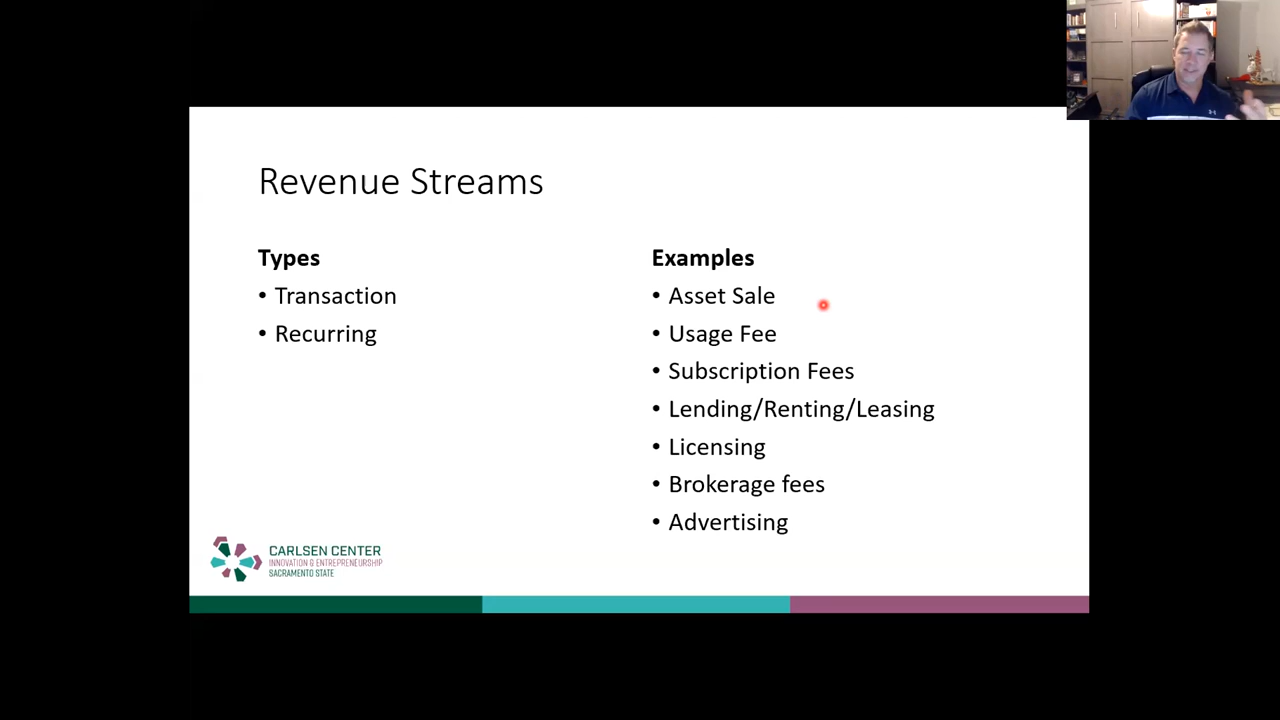 Revenue Streams
Types
• Transaction
• Recurring
Examples
• Asset Sale
• Usage Fee
• Subscription Fees
• Lending/Renting/Leasing
• Licensing
• Brokerage fees
• Advertising
CARLSEN CENTER
INNOVATION & ENTREPRENEURSHIP
SACRAMENTO STATE